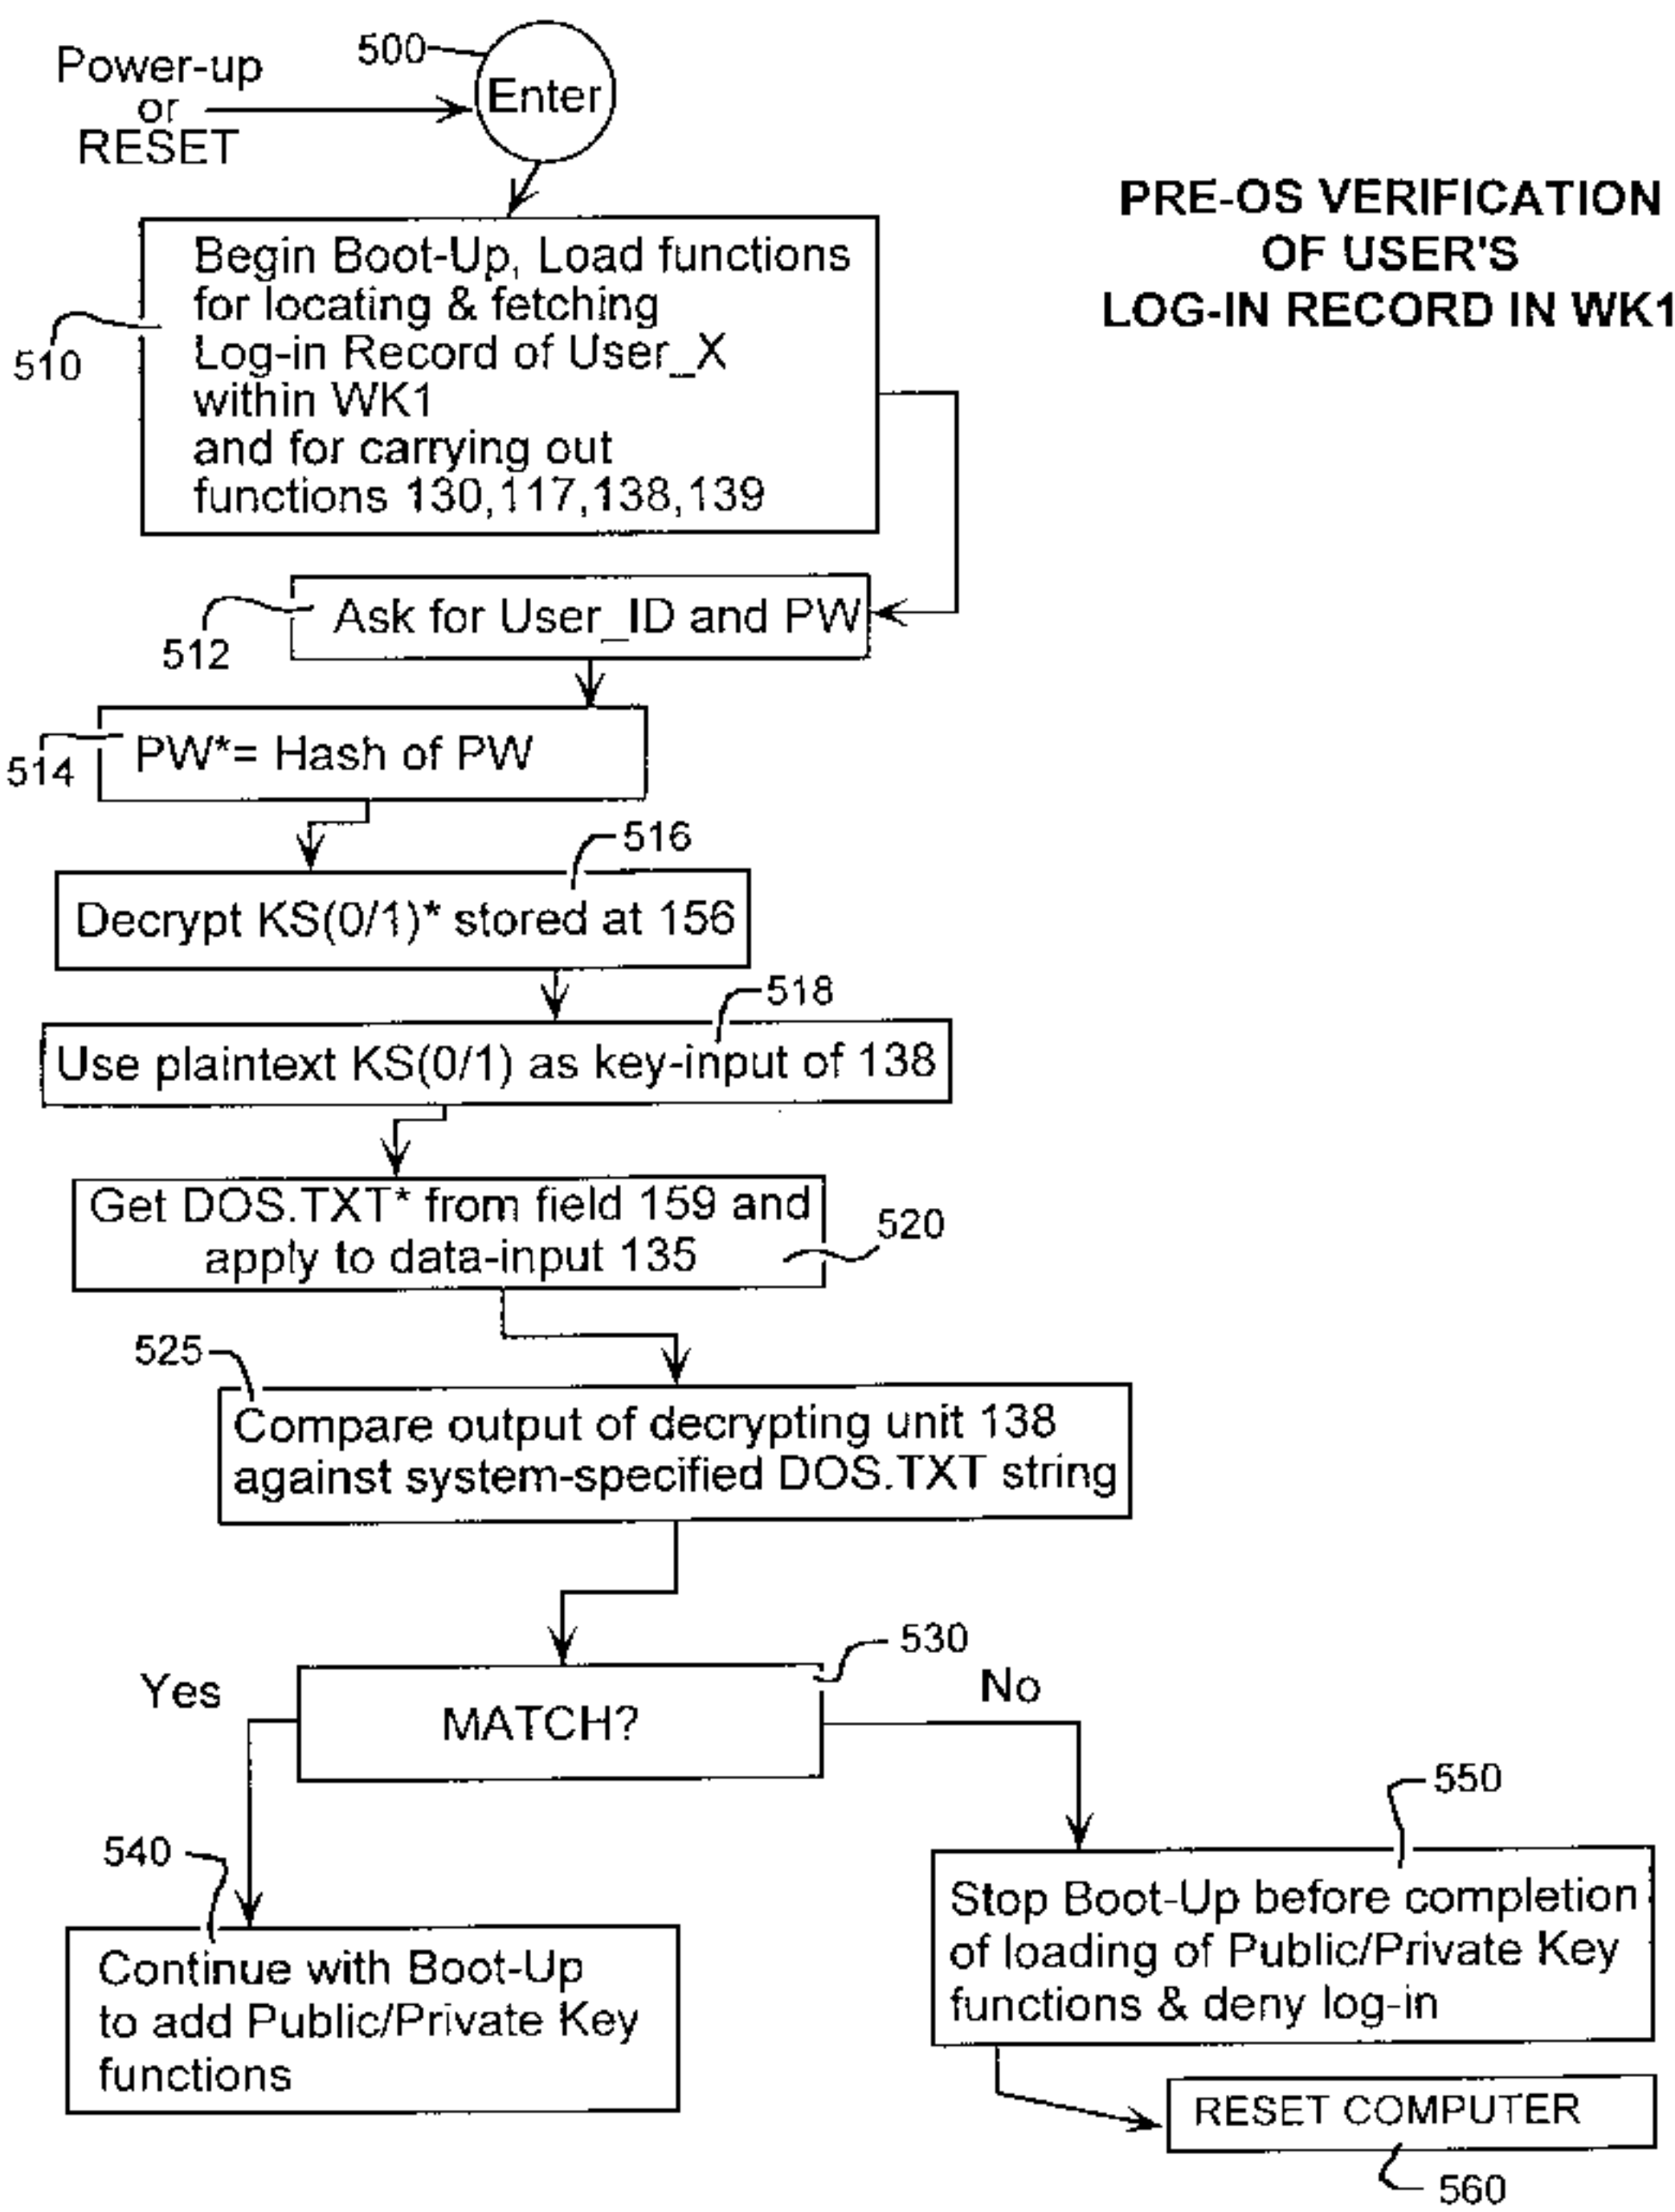 Power-up
or
RESET
500
Enter
PRE-OS VERIFICATION
OF USER'S
LOG-IN RECORD IN WK1
Begin Boot-Up, Load functions
for locating & fetching
Log-in Record of User_X
within WK1
and for carrying out
functions 130,117,138,139
510
Ask for User_ID and PW
512
PW*= Hash of PW
514
516
Decrypt KS(0/1)* stored at 156
518
Use plaintext KS(0/1) as key-input of 138
Get DOS.TXT* from field 159 and
apply to data-input 135
520
525
Compare output of decrypting unit 138
against system-specified DOS.TXT string
530
Yes
MATCH?
No
540
Continue with Boot-Up
to add Public/Private Key
functions
550
Stop Boot-Up before completion
of loading of Public/Private Key
functions & deny log-in
RESET COMPUTER
560